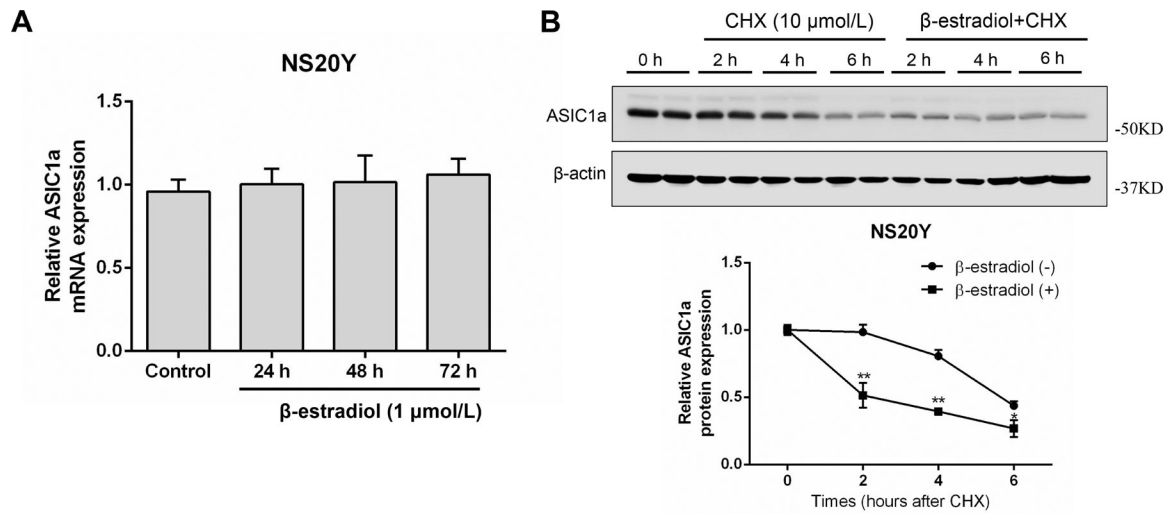 A
NS20Y
Relative ASIC1a
mRNA expression
1.5
1.0
0.5
0.0
Control 24 h 48 h 72 h
β-estradiol (1 μmol/L)
B
CHX (10 μmol/L) β-estradiol+CHX
0 h 2 h 4 h 6 h 2 h 4 h 6 h
ASIC1a
-50KD
β-actin
-37KD
NS20Y
Relative ASIC1a
protein expression
1.5
1.0
0.5
0.0
β-estradiol (-)
β-estradiol (+)
**
**
*
0 2 4 6
Times (hours after CHX)